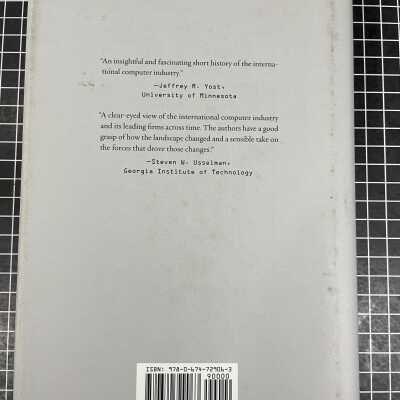 "An insightful and fascinating short history of the interna-
tional computer industry."
—Jeffrey R. Yost,
University of Minnesota
"A clear-eyed view of the international computer industry
and its leading firms across time. The authors have a good
grasp of how the landscape changed and a sensible take on
the forces that drove those changes."
—Steven W. Usselman,
Georgia Institute of Technology
ISBN: 978-0-674-72906-3
90000